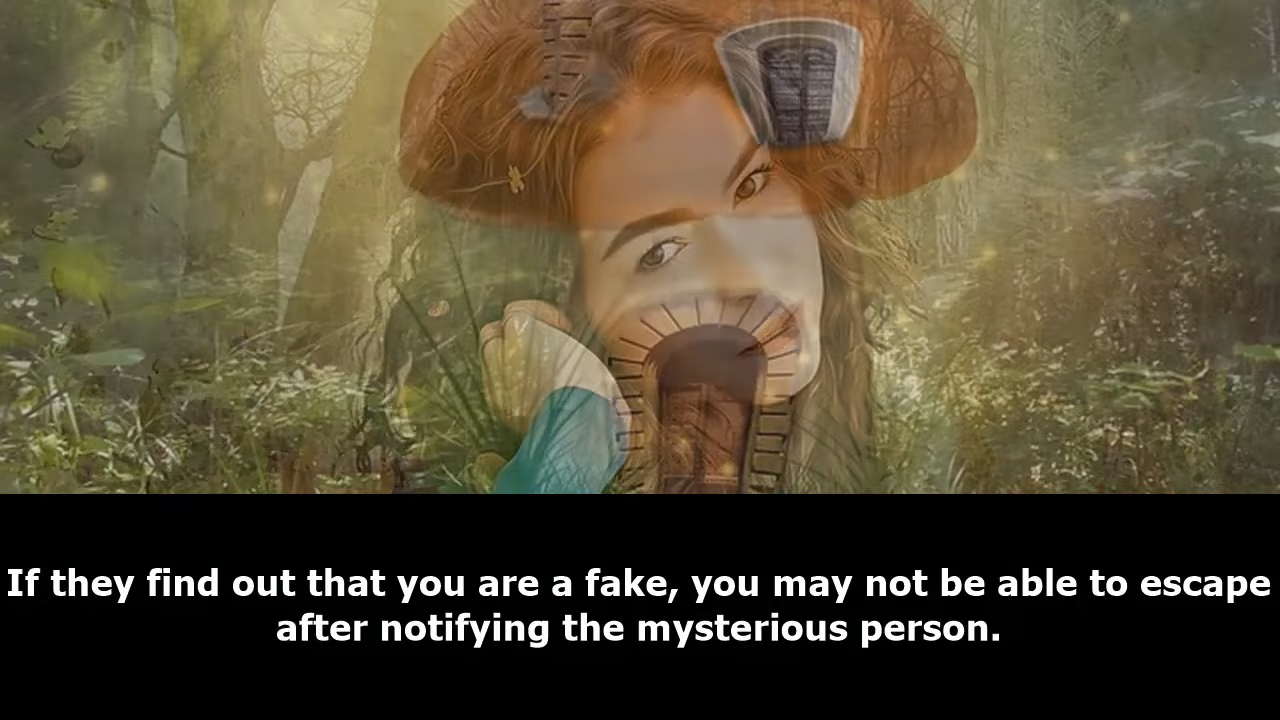 If they find out that you are a fake, you may not be able to escape
after notifying the mysterious person.